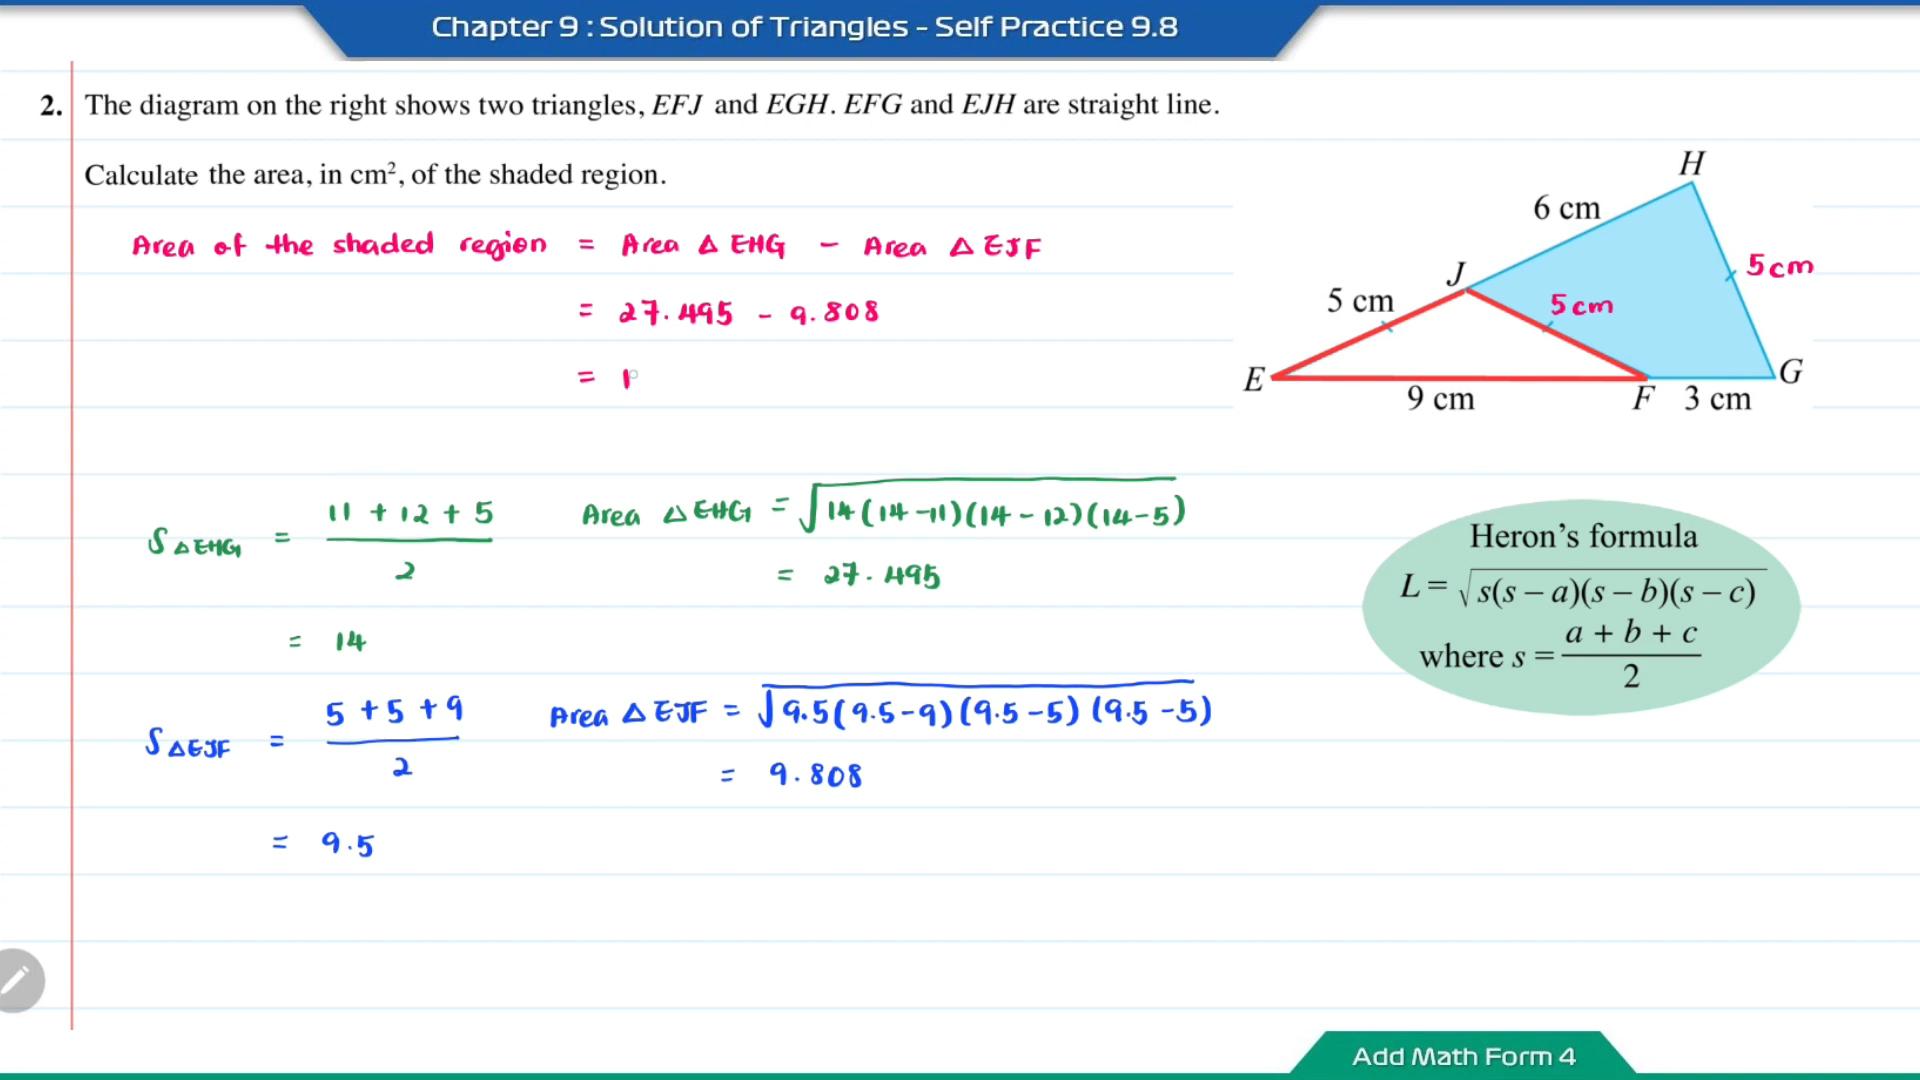 Chapter 9 : Solution of Triangles - Self Practice 9.8
2. The diagram on the right shows two triangles, EFJ and EGH. EFG and EJH are straight line.
Calculate the area, in cm², of the shaded region.
Area of the shaded region = Area △ EHG - Area △ EJF
= 27.495 - 9.808
= 1
H
6 cm
J
5 cm
5 cm
5 cm
E
G
9 cm
F
3 cm
S △EHG = 11 + 12 + 5 / 2
Area △ EHG = √14(14-11)(14-12)(14-5)
= 27.495
= 14
S △EJF = 5 + 5 + 9 / 2
Area △ EJF = √9.5(9.5-9)(9.5-5)(9.5-5)
= 9.808
= 9.5
Heron's formula
L = √s(s – a)(s – b)(s – c)
where s = a + b + c / 2
Add Math Form 4